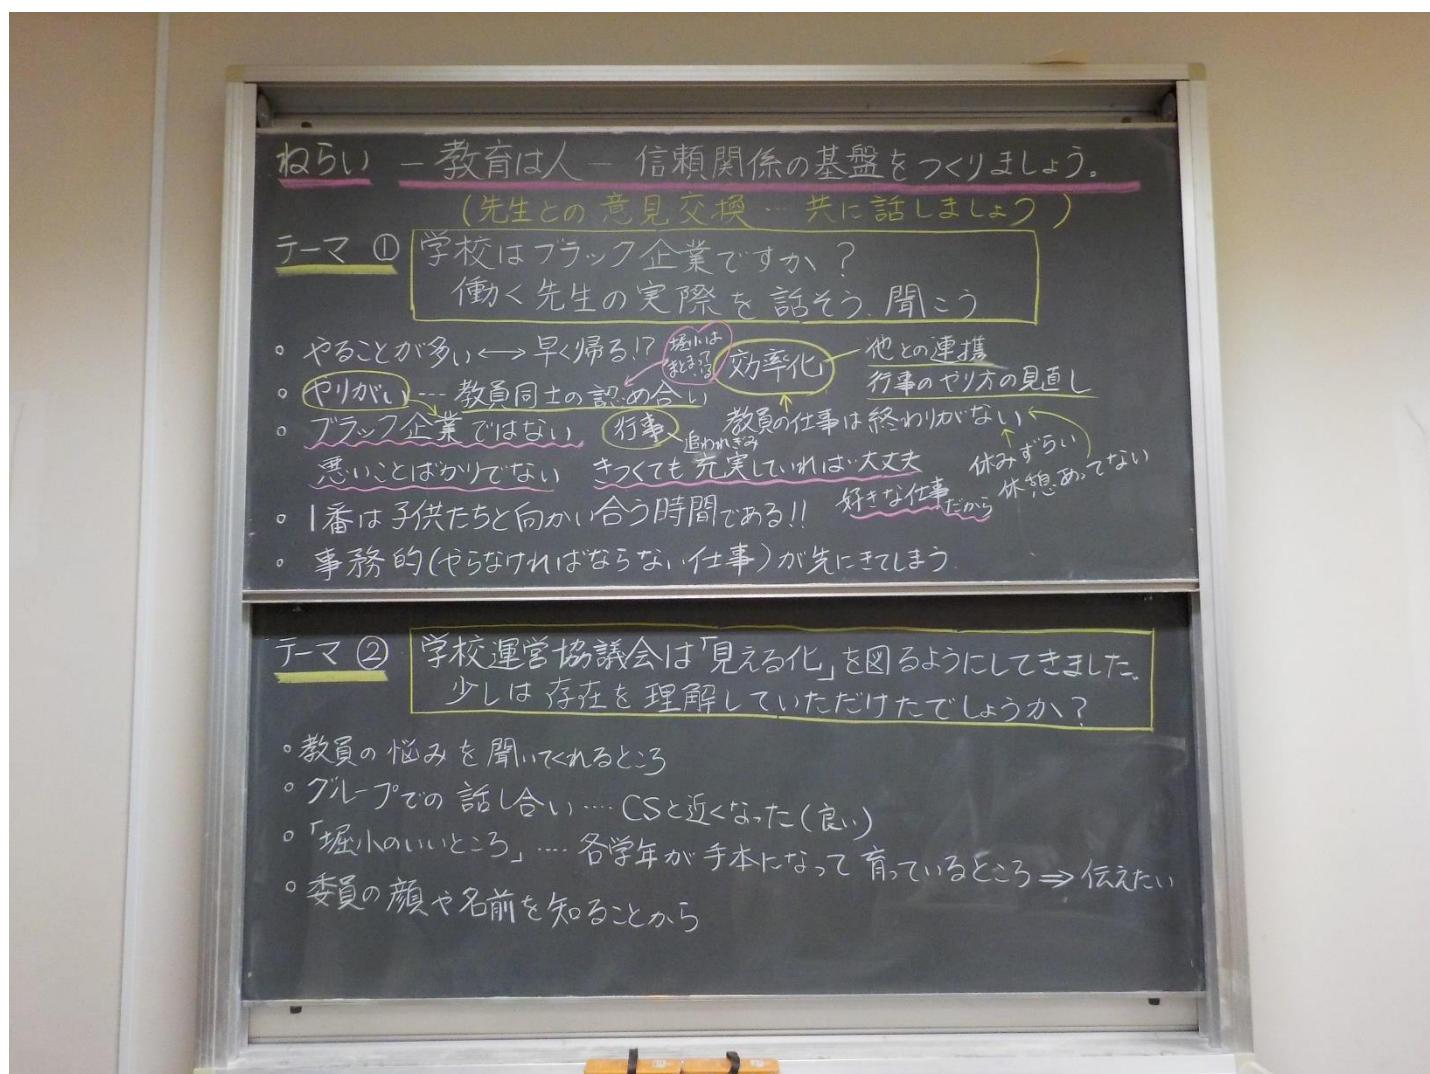 ねらい －教育は人－ 信頼関係の基盤をつくりましょう。
(先生との意見交換…共に話しましょう)
テーマ ① 学校はブラック企業ですか？
働く先生の実際を話そう、聞こう
。やることが多い ↔ 早く帰る!?
堀小は
まとまってる
効率化
他との連携
行事のやり方の見直し
。やりがい … 教員同士の認め合い
。ブラック企業ではない
行事
追われぎみ
教員の仕事は終わりがない
休みずらい
休憩あってない
悪いことばかりでない きつくても充実していれば大丈夫
好きな仕事だから
。1番は子供たちと向かい合う時間である!!
。事務的(やらなければならない仕事)が先にきてしまう
テーマ ② 学校運営協議会は「見える化」を図るようにしてきました。
少しは存在を理解していただけたでしょうか？
。教員の悩みを聞いてくれるところ
。グループでの話し合い …. CSと近くなった(良い)
。「堀小のいいところ」…. 各学年が手本になって育っているところ ⇒ 伝えたい
。委員の顔や名前を知ることから